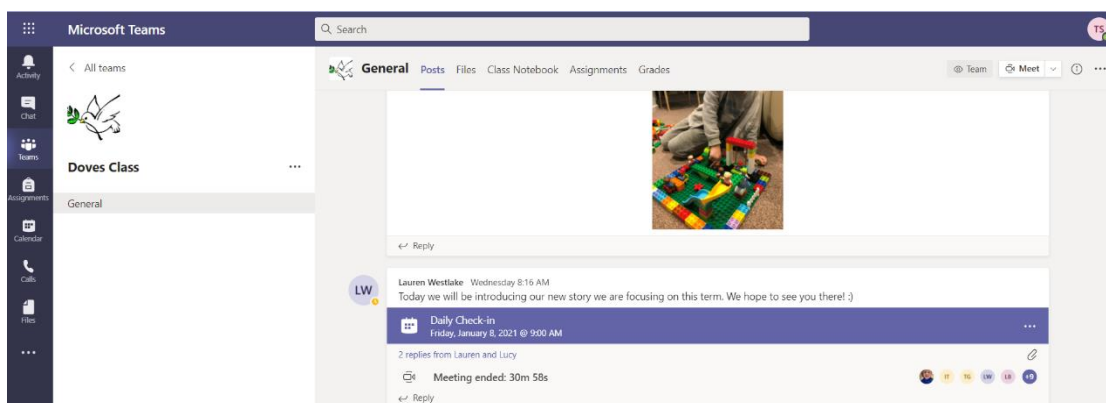 Microsoft Teams
Search
TS
Activity
Chat
Teams
Assignments
Calendar
Calls
Files
All teams
Doves Class
General
General Posts Files Class Notebook Assignments Grades
Team
Meet
Reply
LW
Lauren Westlake Wednesday 8:16 AM
Today we will be introducing our new story we are focusing on this term. We hope to see you there! :)
Daily Check-in
Friday, January 8, 2021 @ 9:00 AM
2 replies from Lauren and Lucy
Meeting ended: 30m 58s
TG LW LB +9
Reply